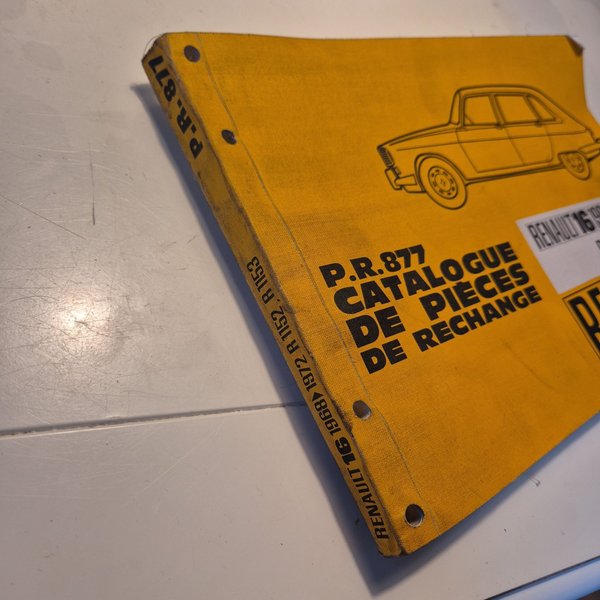 P.R. 877
RENAULT 16 1968 1972 R 1152. R 1153
P.R.877
CATALOGUE
DE PIÈCES
DE RECHANGE
RENAULT 16